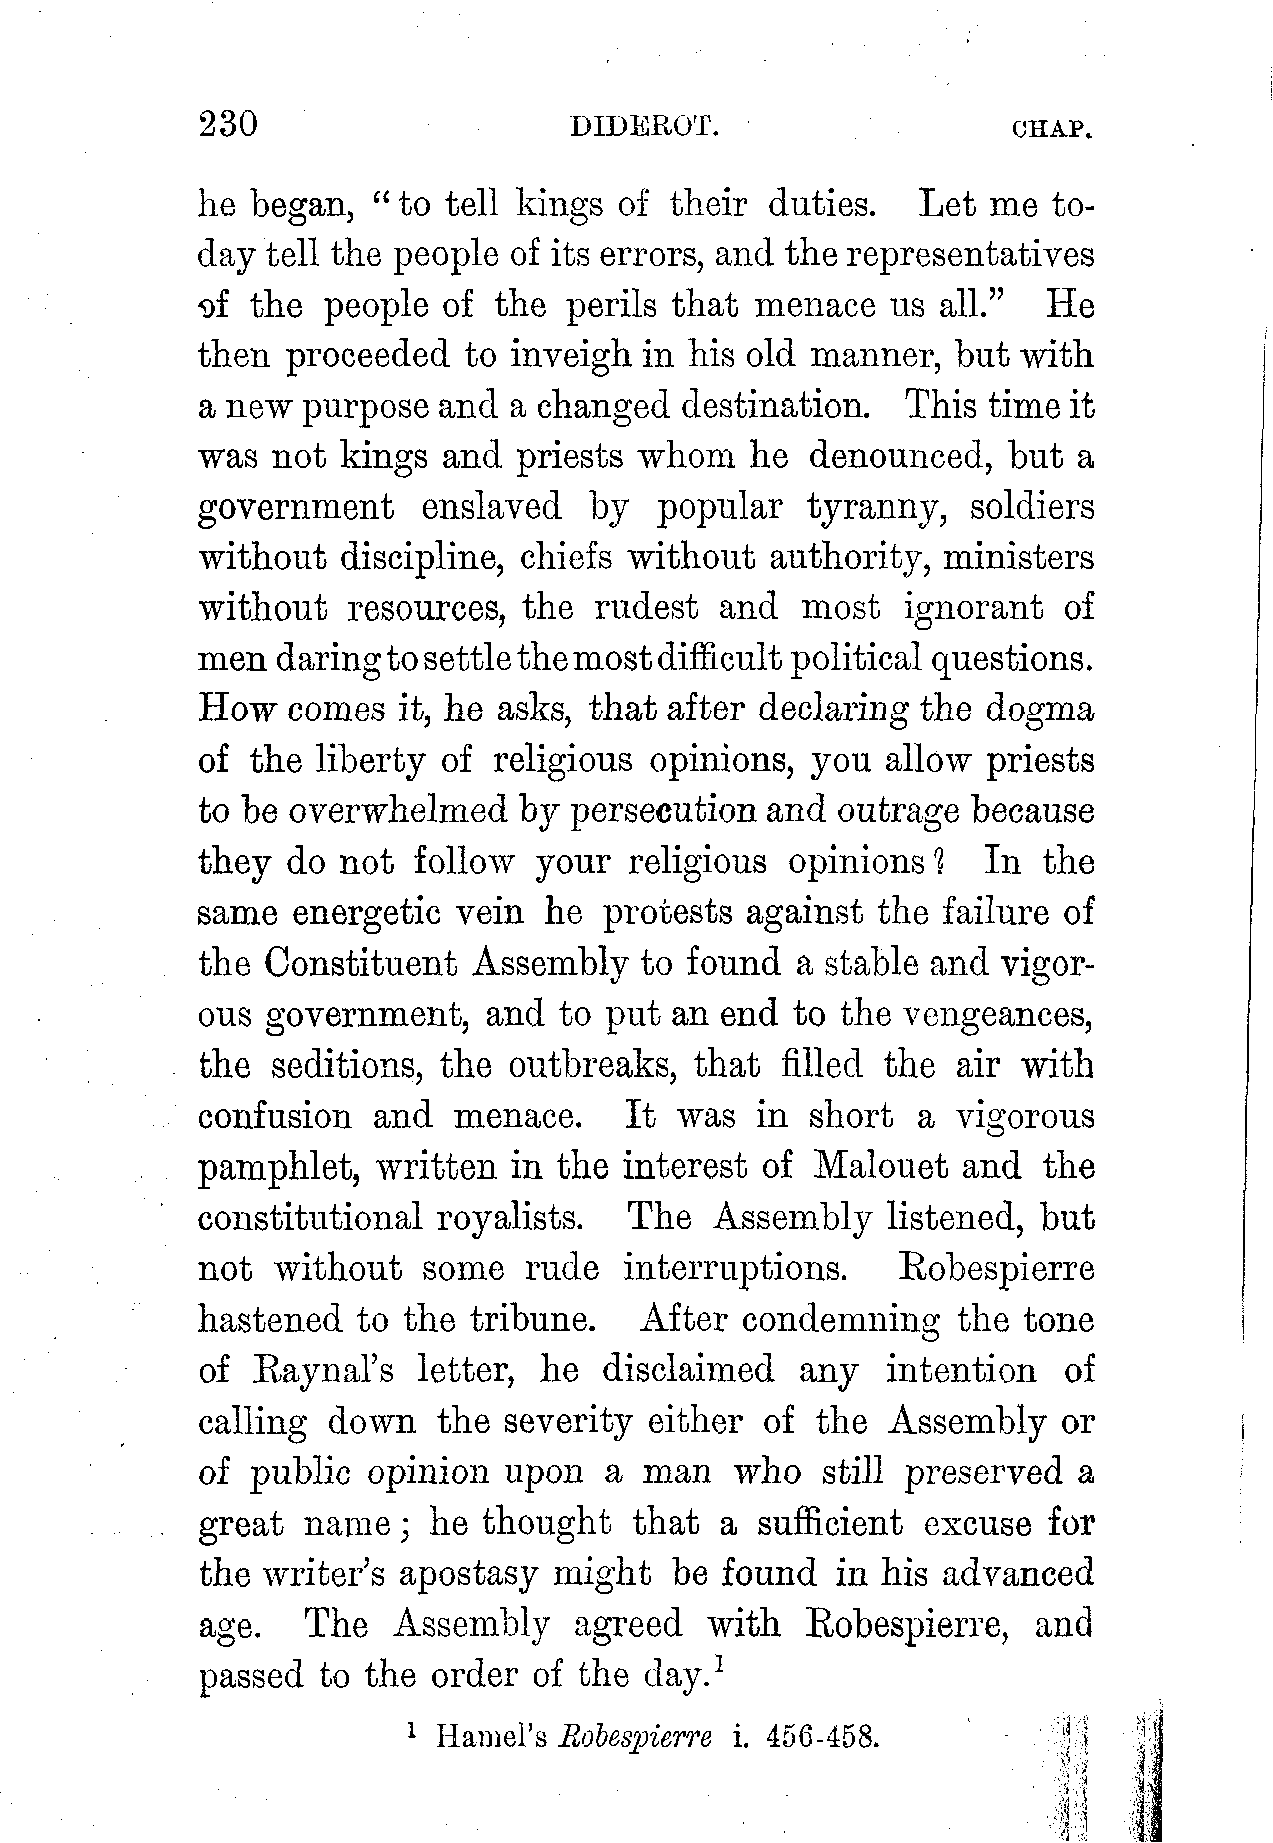 230 DIDEROT. CHAP.
he began, “ to tell kings of their duties. Let me to-
day tell the people of its errors, and the representatives
of the people of the perils that menace us all.” He
then proceeded to inveigh in his old manner, but with
a new purpose and a changed destination. This time it
was not kings and priests whom he denounced, but a
government enslaved by popular tyranny, soldiers
without discipline, chiefs without authority, ministers
without resources, the rudest and most ignorant of
men daring to settle the most difficult political questions.
How comes it, he asks, that after declaring the dogma
of the liberty of religious opinions, you allow priests
to be overwhelmed by persecution and outrage because
they do not follow your religious opinions ? In the
same energetic vein he protests against the failure of
the Constituent Assembly to found a stable and vigor-
ous government, and to put an end to the vengeances,
the seditions, the outbreaks, that filled the air with
confusion and menace. It was in short a vigorous
pamphlet, written in the interest of Malouet and the
constitutional royalists. The Assembly listened, but
not without some rude interruptions. Robespierre
hastened to the tribune. After condemning the tone
of Raynal’s letter, he disclaimed any intention of
calling down the severity either of the Assembly or
of public opinion upon a man who still preserved a
great name ; he thought that a sufficient excuse for
the writer’s apostasy might be found in his advanced
age. The Assembly agreed with Robespierre, and
passed to the order of the day.¹
¹ Hamel’s Robespierre i. 456-458.